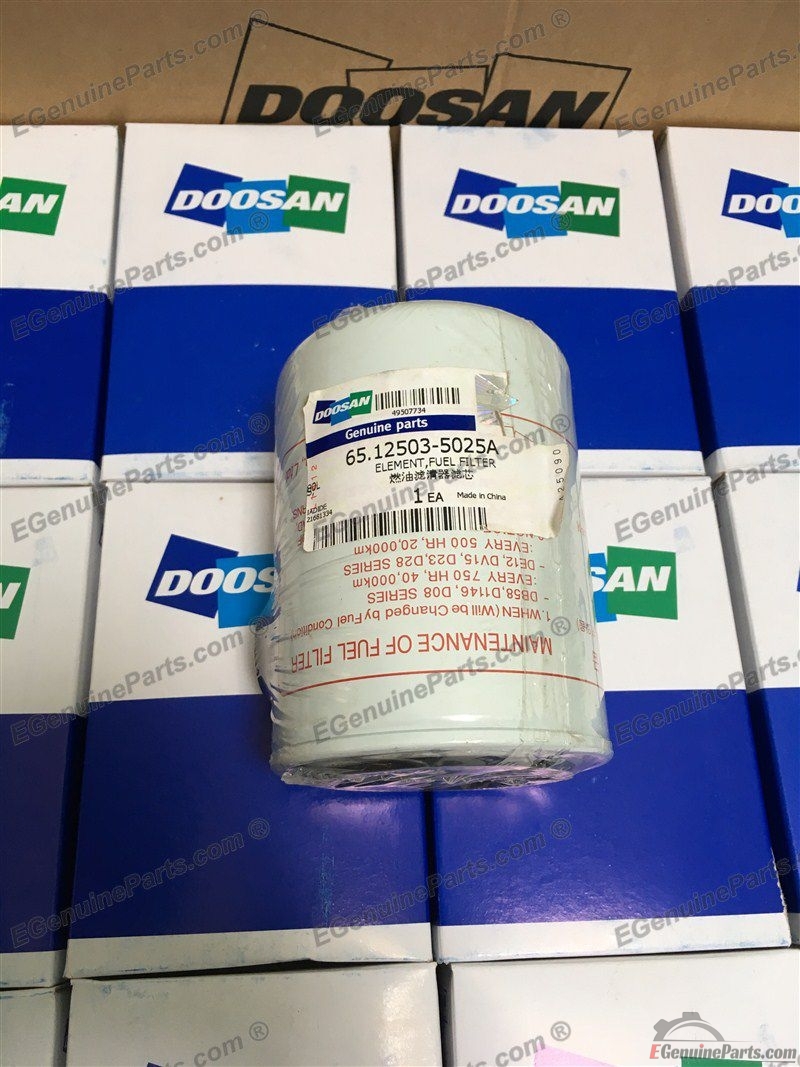 DOOSAN
DOOSAN
DOOSAN
DOOSAN
49507734
Genuine parts
65.12503-5025A
ELEMENT,FUEL FILTER
燃油滤清器滤芯
1 EA
Made in China
21681334
MAINTENANCE OF FUEL FILTER
1.WHEN (Will be Changed by Fuel Condition)
- DB58,D1146, D08 SERIES
:EVERY 750 HR, 40,000km
- DE12, DV15, D23,D28 SERIES
:EVERY 500 HR, 20,000km
DOOSAN
EGenuineParts.com ®
EGenuineParts.com